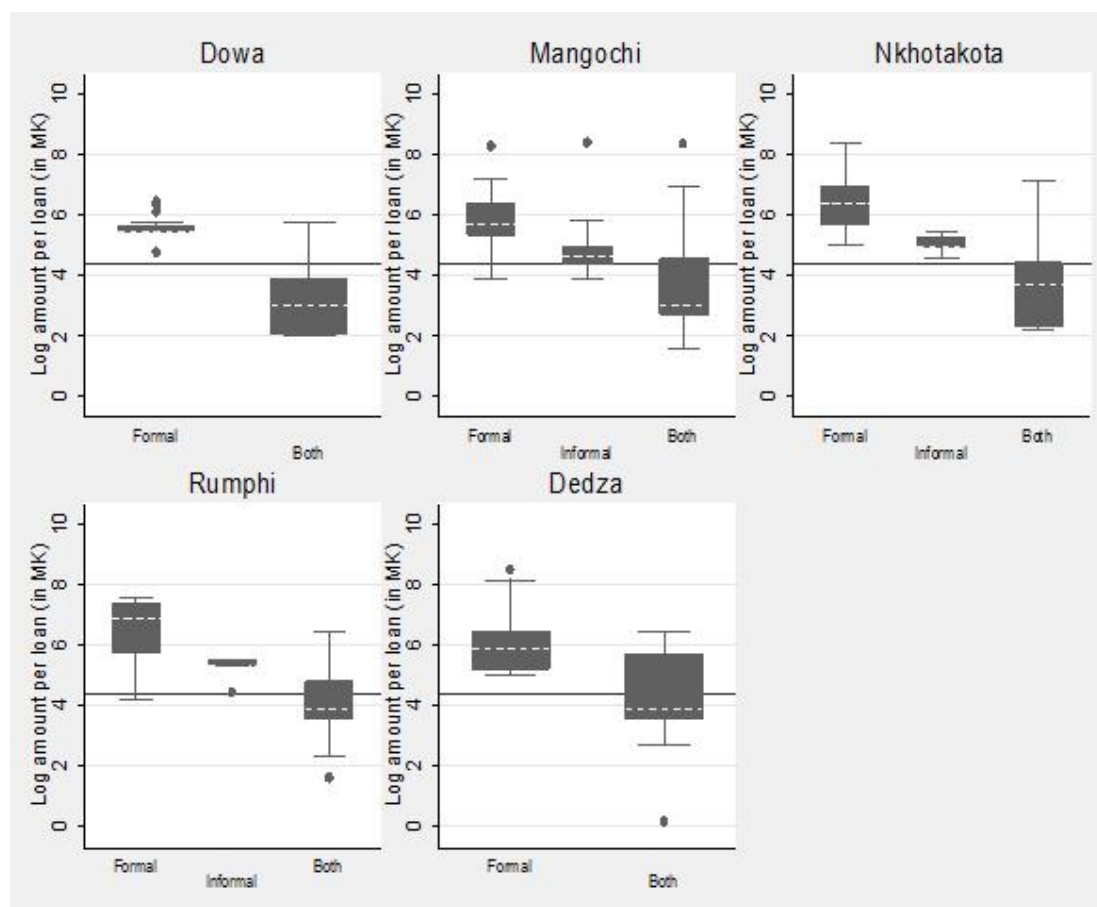 Dowa
Log amount per loan (in MK)
10
8
6
4
2
0
Formal
Both
Mangochi
Log amount per loan (in MK)
10
8
6
4
2
0
Formal
Informal
Both
Nkhotakota
Log amount per loan (in MK)
10
8
6
4
2
0
Formal
Informal
Both
Rumphi
Log amount per loan (in MK)
10
8
6
4
2
0
Formal
Informal
Both
Dedza
Log amount per loan (in MK)
10
8
6
4
2
0
Formal
Both